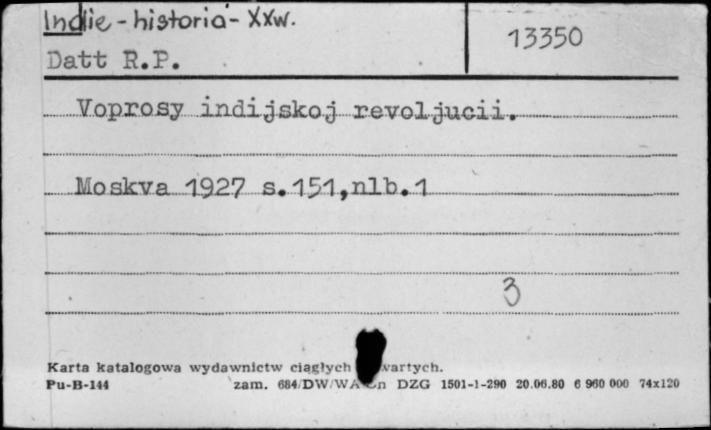 Indie - historia - XXw.
13350
Datt R.P.
Voprosy indijskoj revoljucii.
Moskva 1927 s.151,nlb.1
3
Karta katalogowa wydawnictw ciągłych
Pu-B-144 zam. 684/DW/WA DZG 1501-1-290 20.06.80 6 960 000 74x120